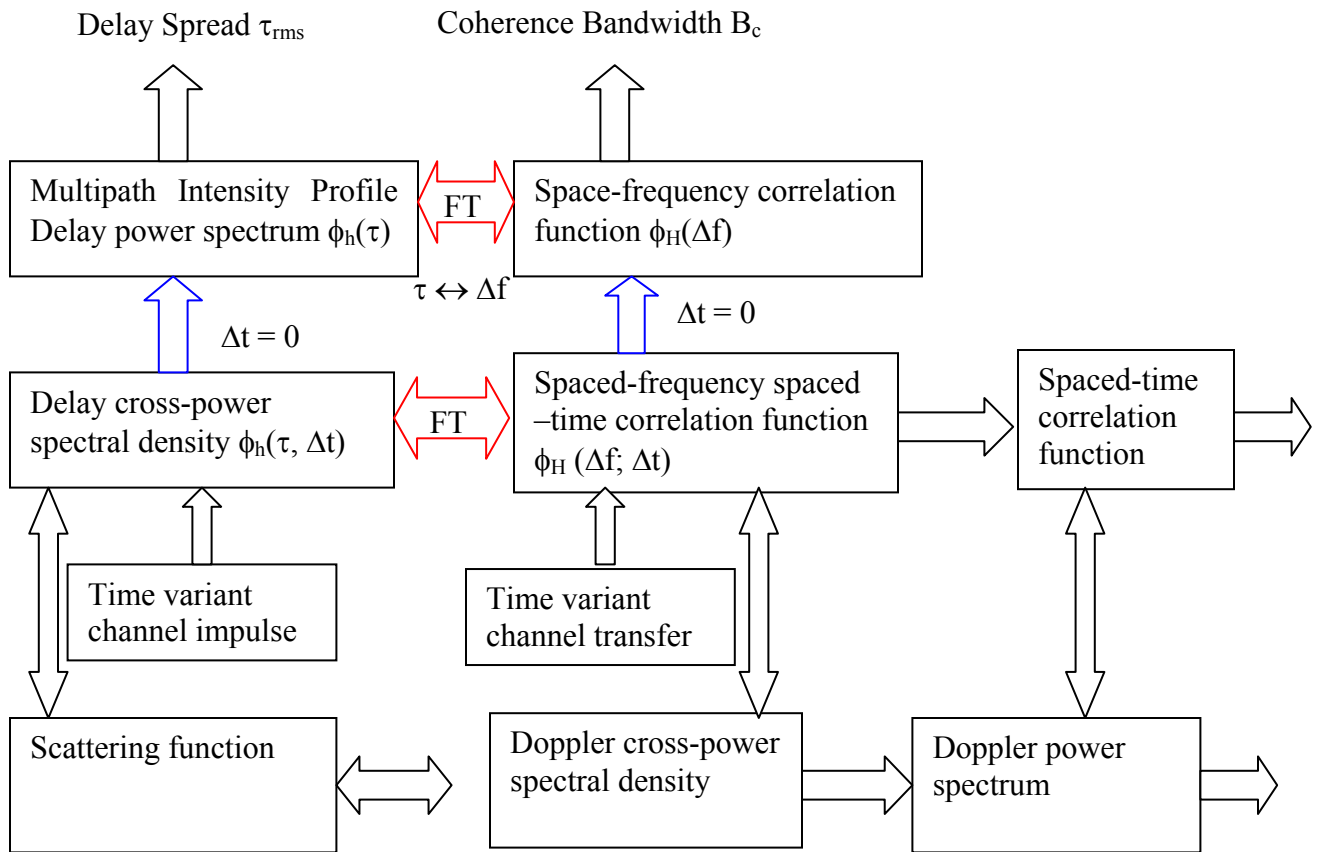 Delay Spread τrms
Coherence Bandwidth Bc
Multipath Intensity Profile
Delay power spectrum ϕh(τ)
FT
Space-frequency correlation
function ϕH(Δf)
τ ↔ Δf
Δt = 0
Δt = 0
Delay cross-power
spectral density ϕh(τ, Δt)
FT
Spaced-frequency spaced
–time correlation function
ϕH (Δf; Δt)
Spaced-time
correlation
function
Time variant
channel impulse
Time variant
channel transfer
Scattering function
Doppler cross-power
spectral density
Doppler power
spectrum